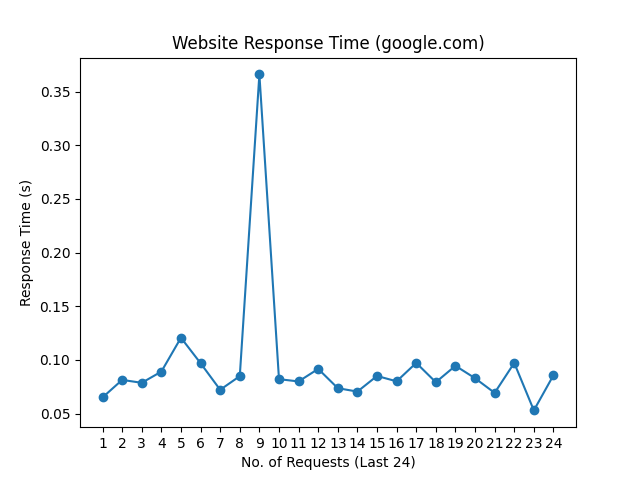 Website Response Time (google.com)
0.35
0.30
0.25
0.20
0.15
0.10
0.05
Response Time (s)
1 2 3 4 5 6 7 8 9 10 11 12 13 14 15 16 17 18 19 20 21 22 23 24
No. of Requests (Last 24)